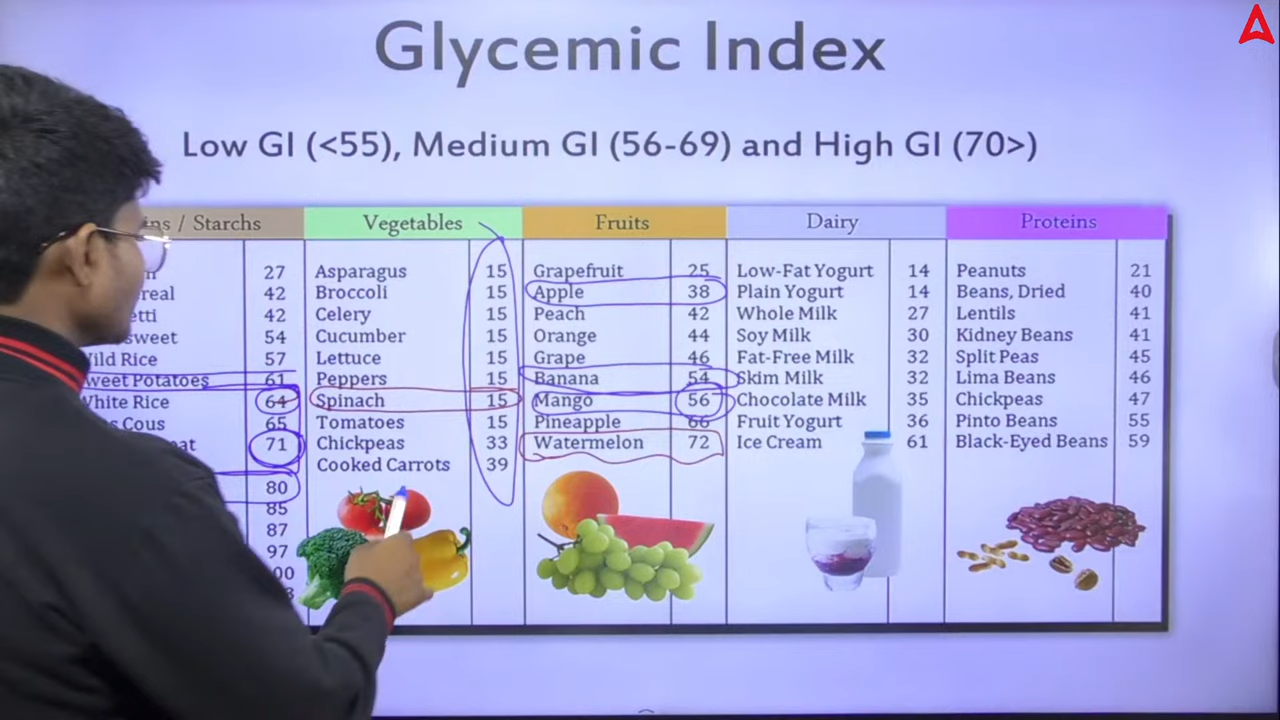 Glycemic Index
Low GI (<55), Medium GI (56-69) and High GI (70>)
/ Starchs Vegetables Fruits Dairy Proteins
27 Asparagus 15 Grapefruit 25 Low-Fat Yogurt 14 Peanuts 21
42 Broccoli 15 Apple 38 Plain Yogurt 14 Beans, Dried 40
42 Celery 15 Peach 42 Whole Milk 27 Lentils 41
54 Cucumber 15 Orange 44 Soy Milk 30 Kidney Beans 41
Rice 57 Lettuce 15 Grape 46 Fat-Free Milk 32 Split Peas 45
Potatoes 61 Peppers 15 Banana 54 Skim Milk 32 Lima Beans 46
White Rice 64 Spinach 15 Mango 56 Chocolate Milk 35 Chickpeas 47
Cous 65 Tomatoes 15 Pineapple 66 Fruit Yogurt 36 Pinto Beans 55
71 Chickpeas 33 Watermelon 72 Ice Cream 61 Black-Eyed Beans 59
Cooked Carrots 39
80
85
87
97